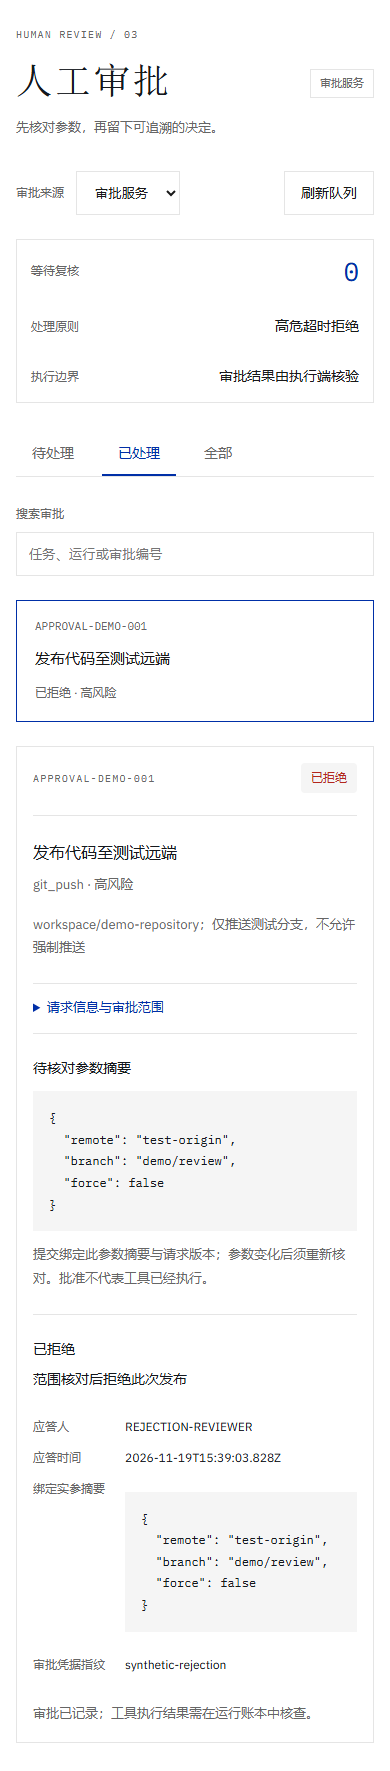 HUMAN REVIEW / 03
人工审批
审批服务
先核对参数，再留下可追溯的决定。
审批来源
审批服务
刷新队列
等待复核
0
处理原则
高危超时拒绝
执行边界
审批结果由执行端核验
待处理
已处理
全部
搜索审批
任务、运行或审批编号
APPROVAL-DEMO-001
发布代码至测试远端
已拒绝 · 高风险
APPROVAL-DEMO-001
已拒绝
发布代码至测试远端
git_push · 高风险
workspace/demo-repository；仅推送测试分支，不允许
强制推送
请求信息与审批范围
待核对参数摘要
{
  "remote": "test-origin",
  "branch": "demo/review",
  "force": false
}
提交绑定此参数摘要与请求版本；参数变化后须重新核
对。批准不代表工具已经执行。
已拒绝
范围核对后拒绝此次发布
应答人
REJECTION-REVIEWER
应答时间
2026-11-19T15:39:03.828Z
绑定实参摘要
{
  "remote": "test-origin",
  "branch": "demo/review",
  "force": false
}
审批凭据指纹
synthetic-rejection
审批已记录；工具执行结果需在运行账本中核查。